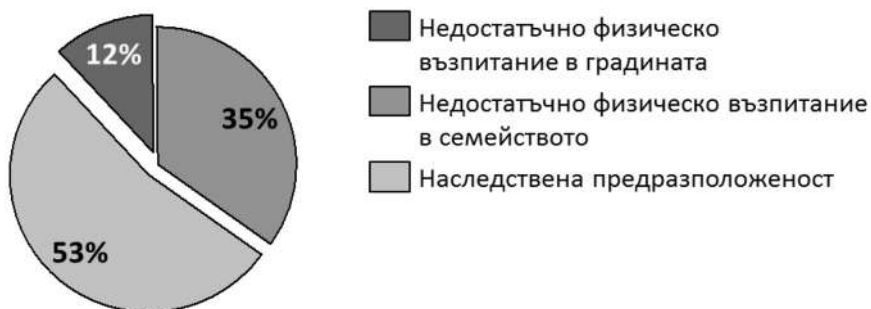 12%
35%
53%
Недостатъчно физическо
възпитание в градината
Недостатъчно физическо възпитание
в семейството
Наследствена предразположеност